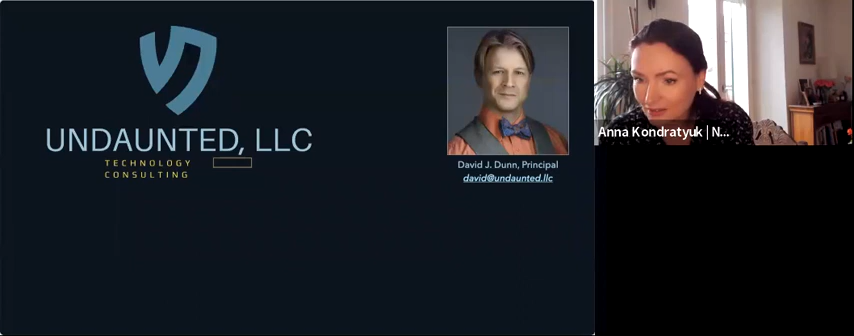 UNDAUNTED, LLC
TECHNOLOGY
CONSULTING
David J. Dunn, Principal
david@undaunted.llc
Anna Kondratyuk | N...